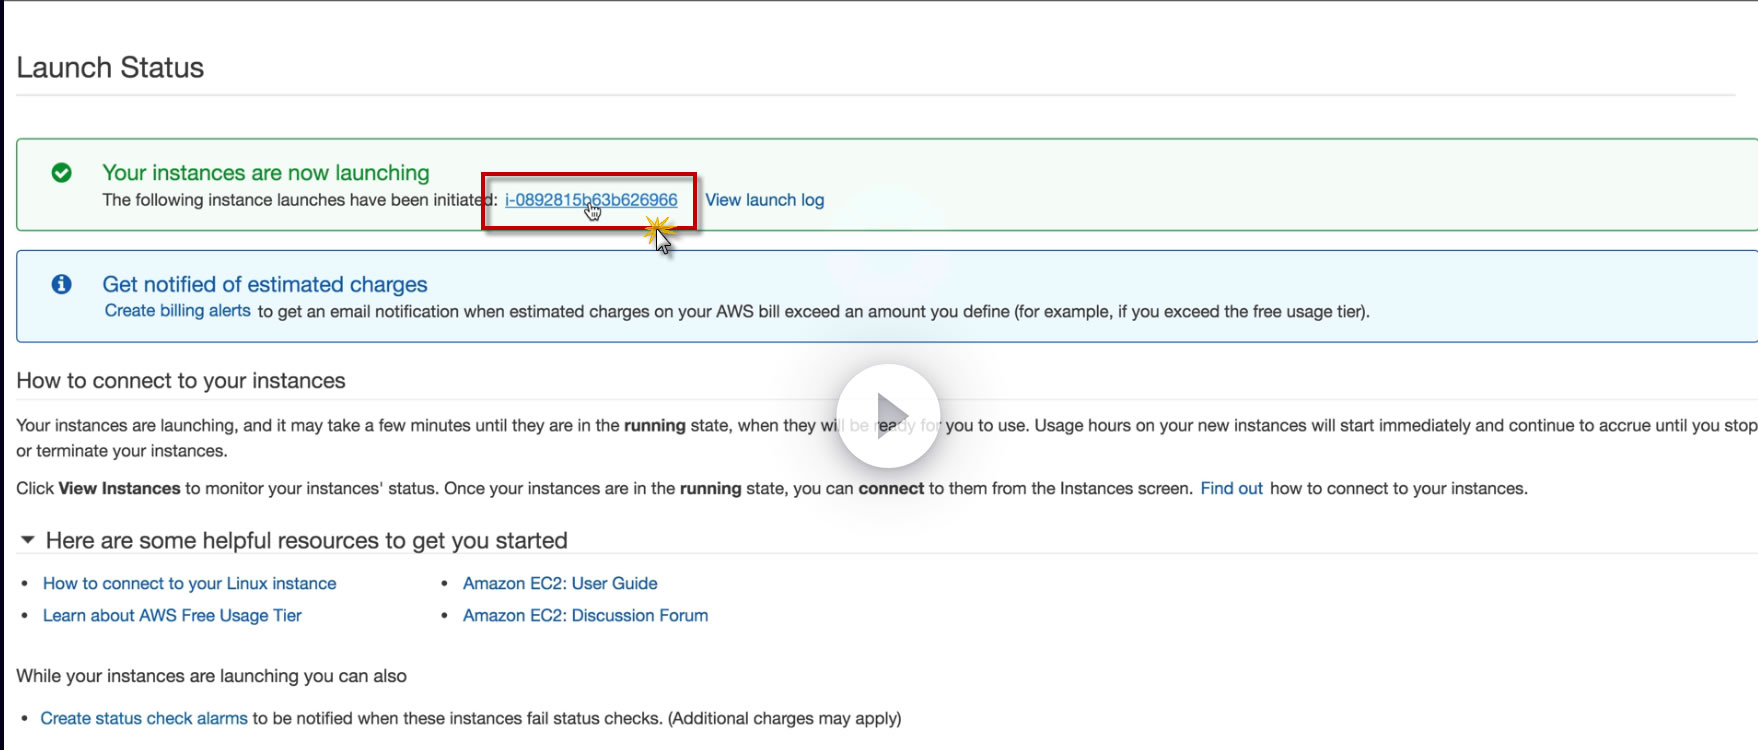 Launch Status
Your instances are now launching
The following instance launches have been initiated: i-0892815b63b626966 View launch log
Get notified of estimated charges
Create billing alerts to get an email notification when estimated charges on your AWS bill exceed an amount you define (for example, if you exceed the free usage tier).
How to connect to your instances
Your instances are launching, and it may take a few minutes until they are in the running state, when they will be ready for you to use. Usage hours on your new instances will start immediately and continue to accrue until you stop
or terminate your instances.
Click View Instances to monitor your instances' status. Once your instances are in the running state, you can connect to them from the Instances screen. Find out how to connect to your instances.
Here are some helpful resources to get you started
• How to connect to your Linux instance
• Amazon EC2: User Guide
• Learn about AWS Free Usage Tier
• Amazon EC2: Discussion Forum
While your instances are launching you can also
• Create status check alarms to be notified when these instances fail status checks. (Additional charges may apply)